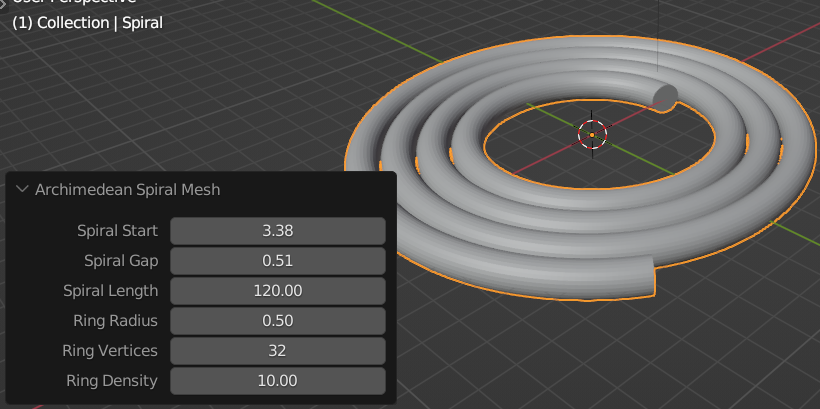 User Perspective
(1) Collection | Spiral
Archimedean Spiral Mesh
Spiral Start 3.38
Spiral Gap 0.51
Spiral Length 120.00
Ring Radius 0.50
Ring Vertices 32
Ring Density 10.00